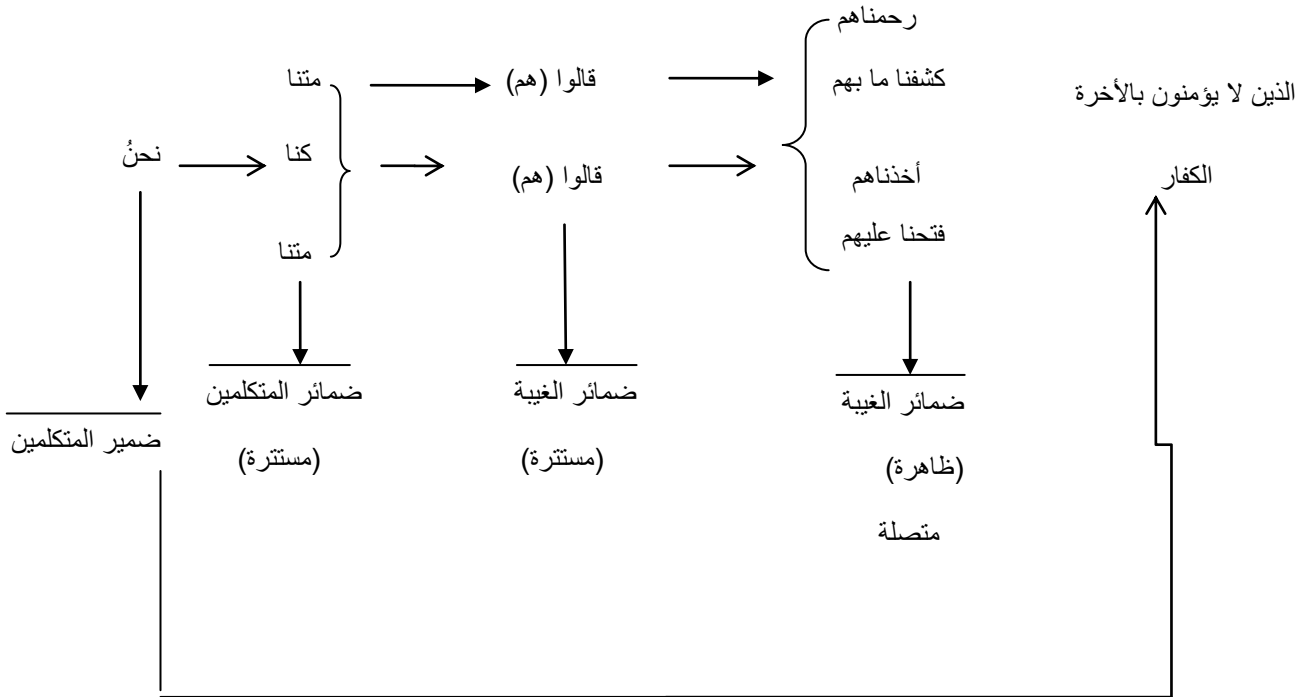 الذين لا يؤمنون بالأخرة
الكفار
رحمناهم
كشفنا ما بهم
أخذناهم
فتحنا عليهم
ضمائر الغيبة
(ظاهرة)
متصلة
قالوا (هم)
قالوا (هم)
ضمائر الغيبة
(مستترة)
متنا
كنا
متنا
ضمائر المتكلمين
(مستترة)
نحنُ
ضمير المتكلمين